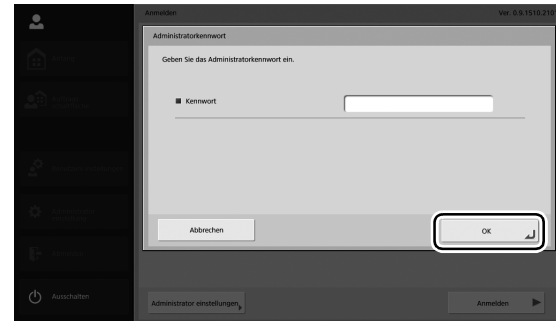 Anmelden
Ver. 0.9.1510.210
Administratorkennwort
Geben Sie das Administratorkennwort ein.
Kennwort
Abbrechen
OK
Ausschalten
Administrator einstellungen
Anmelden